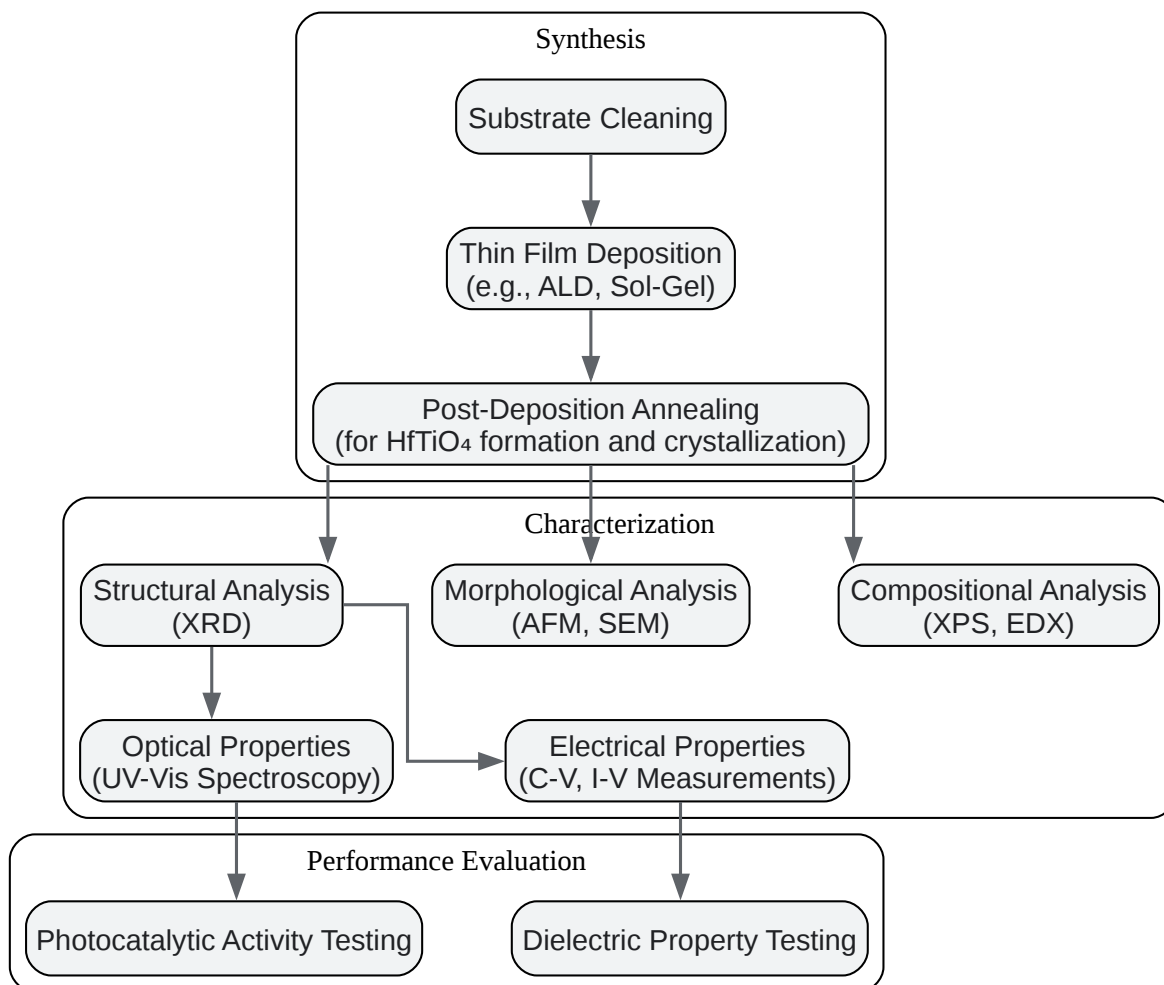 Synthesis
Substrate Cleaning
Thin Film Deposition
(e.g., ALD, Sol-Gel)
Post-Deposition Annealing
(for HfTiO₄ formation and crystallization)
Characterization
Structural Analysis
(XRD)
Morphological Analysis
(AFM, SEM)
Compositional Analysis
(XPS, EDX)
Optical Properties
(UV-Vis Spectroscopy)
Electrical Properties
(C-V, I-V Measurements)
Performance Evaluation
Photocatalytic Activity Testing
Dielectric Property Testing